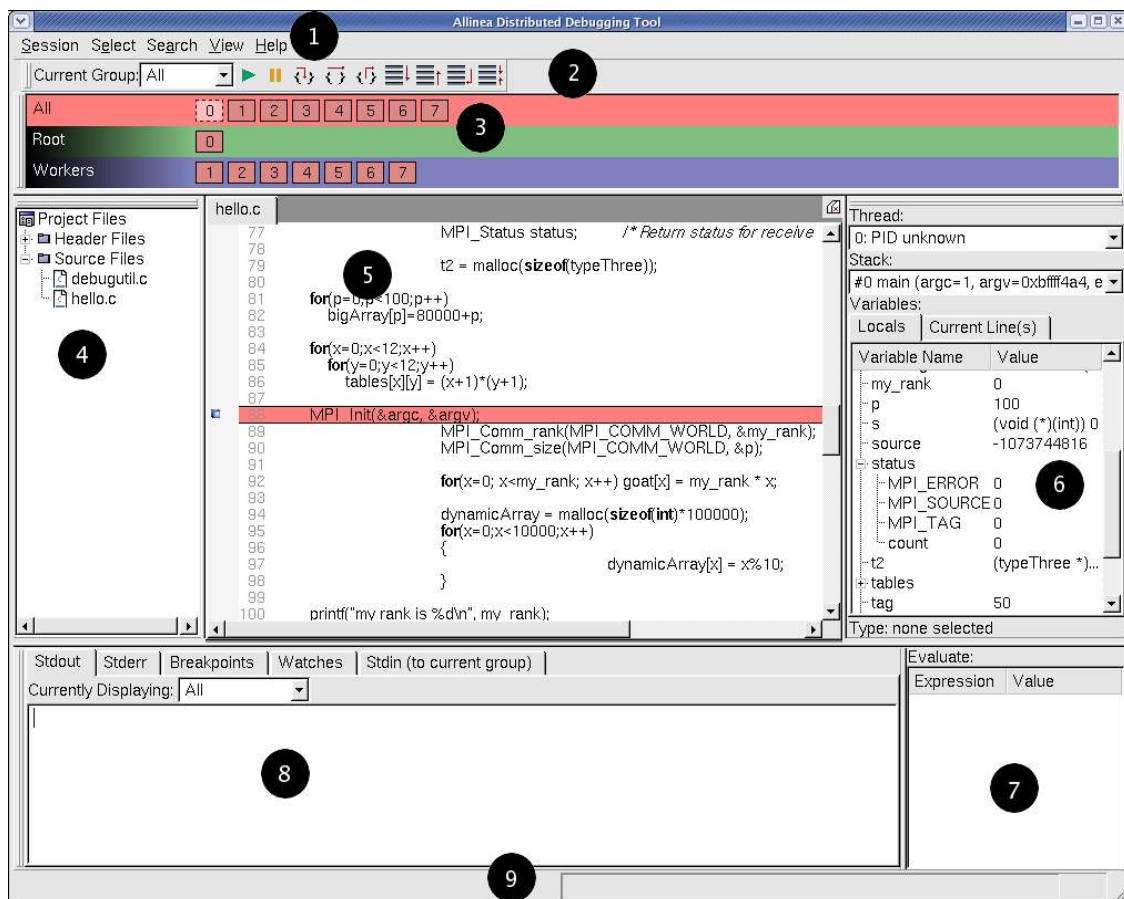 Allinea Distributed Debugging Tool
Session Select Search View Help
1
Current Group: All
2
All 0 1 2 3 4 5 6 7
3
Root 0
Workers 1 2 3 4 5 6 7
Project Files
Header Files
Source Files
debugutil.c
hello.c
4
hello.c
77 MPI_Status status; /* Return status for receive
78
79 t2 = malloc(sizeof(typeThree));
80
5
81 for(p=0;p<100;p++)
82 bigArray[p]=80000+p;
83
84 for(x=0;x<12;x++)
85 for(y=0;y<12;y++)
86 tables[x][y] = (x+1)*(y+1);
87
88 MPI_Init(&argc, &argv);
89 MPI_Comm_rank(MPI_COMM_WORLD, &my_rank);
90 MPI_Comm_size(MPI_COMM_WORLD, &p);
91
92 for(x=0; x<my_rank; x++) goat[x] = my_rank * x;
93
94 dynamicArray = malloc(sizeof(int)*100000);
95 for(x=0;x<10000;x++)
96 {
97 dynamicArray[x] = x%10;
98 }
99
100 printf("my rank is %d\n", my_rank);
Thread:
0: PID unknown
Stack:
#0 main (argc=1, argv=0xbffff4a4, e
Variables:
Locals Current Line(s)
Variable Name Value
my_rank 0
p 100
s (void (*)(int)) 0
source -1073744816
status
MPI_ERROR 0
6
MPI_SOURCE 0
MPI_TAG 0
count 0
t2 (typeThree *)...
tables
tag 50
Type: none selected
Stdout Stderr Breakpoints Watches Stdin (to current group)
Currently Displaying: All
8
Evaluate:
Expression Value
7
9